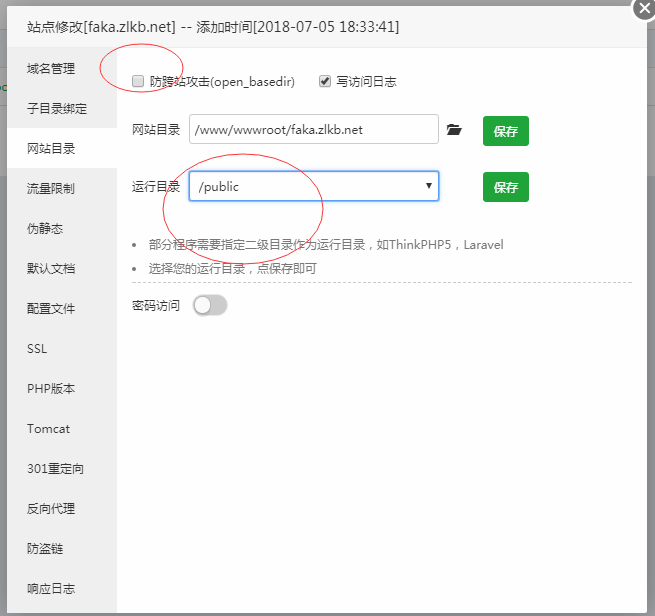 站点修改[faka.zlkb.net] -- 添加时间[2018-07-05 18:33:41]
域名管理
子目录绑定
网站目录
流量限制
伪静态
默认文档
配置文件
SSL
PHP版本
Tomcat
301重定向
反向代理
防盗链
响应日志
防跨站攻击(open_basedir) 写访问日志
网站目录 /www/wwwroot/faka.zlkb.net 保存
运行目录 /public 保存
部分程序需要指定二级目录作为运行目录，如ThinkPHP5，Laravel
选择您的运行目录，点保存即可
密码访问